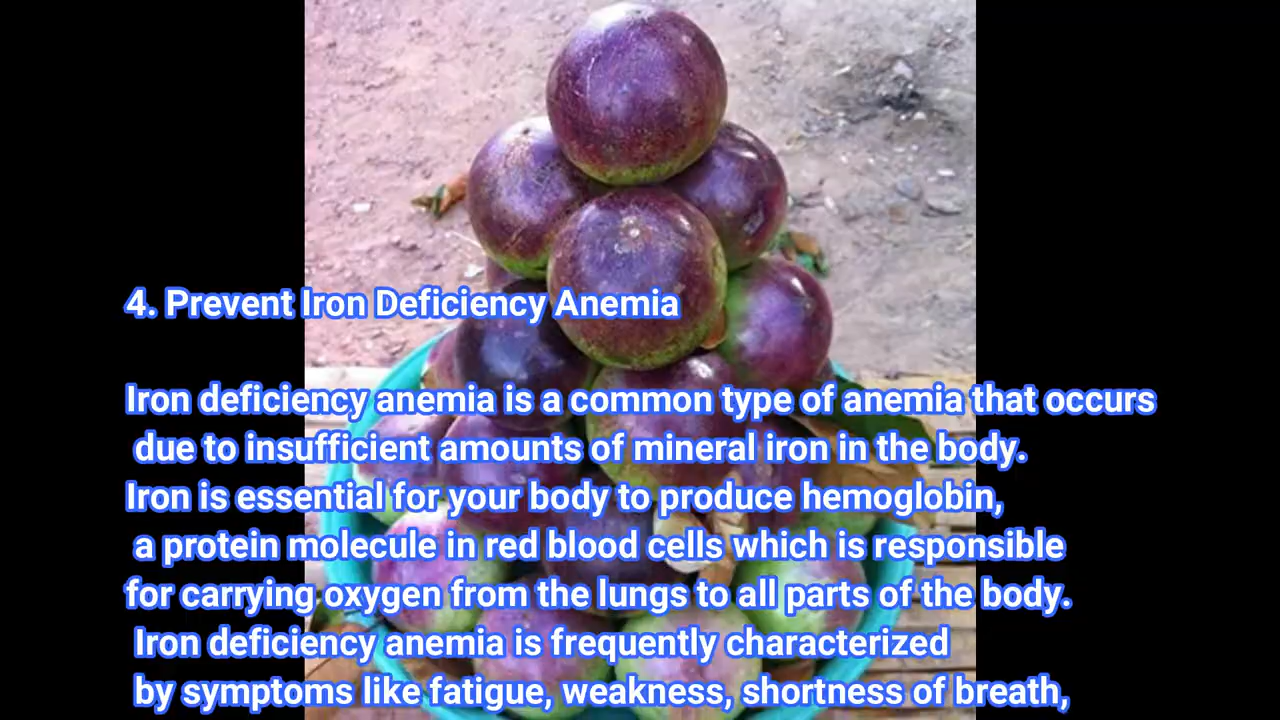 4. Prevent Iron Deficiency Anemia
Iron deficiency anemia is a common type of anemia that occurs
due to insufficient amounts of mineral iron in the body.
Iron is essential for your body to produce hemoglobin,
a protein molecule in red blood cells which is responsible
for carrying oxygen from the lungs to all parts of the body.
Iron deficiency anemia is frequently characterized
by symptoms like fatigue, weakness, shortness of breath,